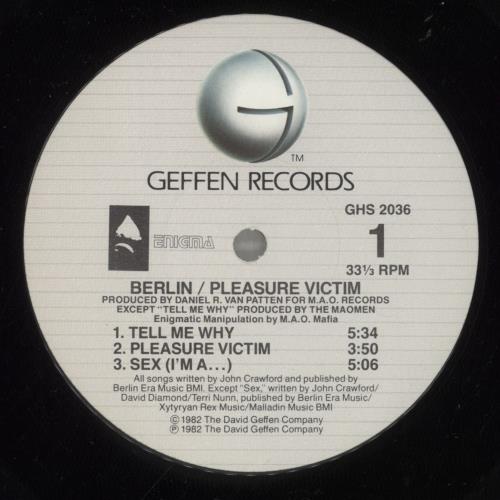 TM
GEFFEN RECORDS
GHS 2036
ENIGMA
1
33⅓ RPM
BERLIN / PLEASURE VICTIM
PRODUCED BY DANIEL R. VAN PATTEN FOR M.A.O. RECORDS
EXCEPT "TELL ME WHY" PRODUCED BY THE MAOMEN
Enigmatic Manipulation by M.A.O. Mafia
1. TELL ME WHY 5:34
2. PLEASURE VICTIM 3:50
3. SEX (I'M A...) 5:06
All songs written by John Crawford and published by
Berlin Era Music BMI. Except "Sex," written by John Crawford/
David Diamond/Terri Nunn, published by Berlin Era Music/
Xytyryan Rex Music/Malladin Music BMI
© 1982 The David Geffen Company
℗ 1982 The David Geffen Company